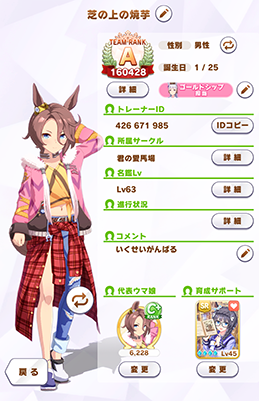 芝の上の焼芋
TEAM RANK
A
160428
性別 男性
誕生日 1 / 25
詳細
ゴールドシップ
トレーナーID
426 671 985
IDコピー
所属サークル
君の愛馬場
詳細
名鑑Lv
Lv63
詳細
進行状況
詳細
コメント
いくせいがんばる
代表ウマ娘
育成サポート
6,228
SR
Lv45
変更
変更
戻る